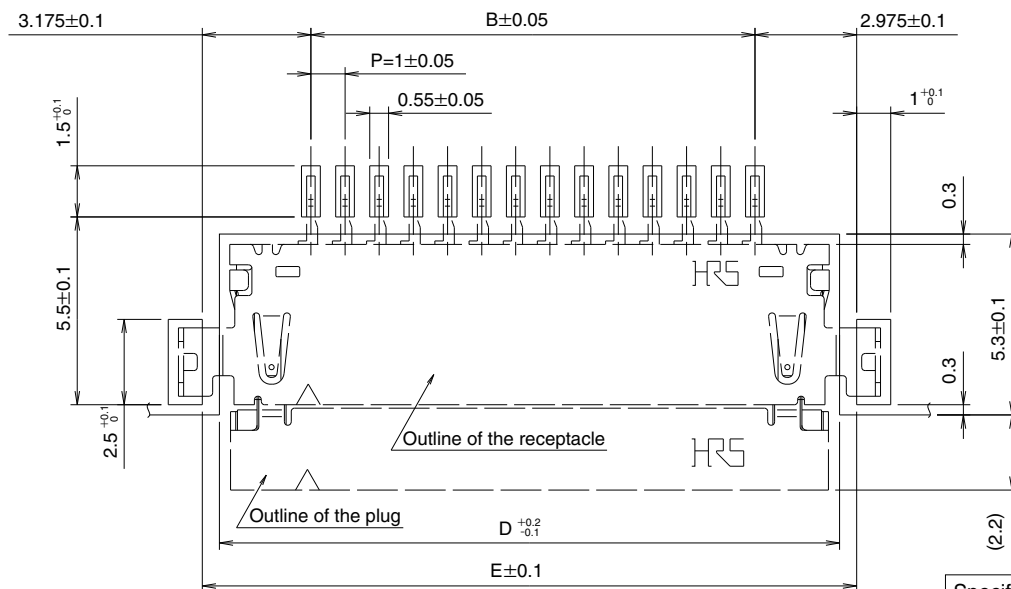 3.175±0.1
B±0.05
2.975±0.1
P=1±0.05
0.55±0.05
1 +0.1 0
1.5 +0.1 0
0.3
HRS
5.5±0.1
5.3±0.1
0.3
2.5 +0.1 0
Outline of the receptacle
HRS
Outline of the plug
D +0.2 -0.1
(2.2)
E±0.1
Specif